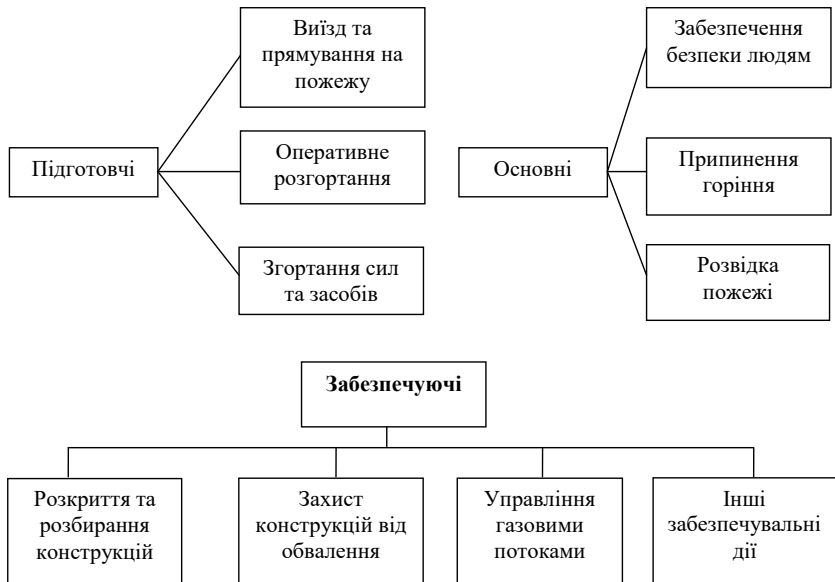 Підготовчі
Виїзд та
прямування на
пожежу
Оперативне
розгортання
Згортання сил
та засобів
Основні
Забезпечення
безпеки людям
Припинення
горіння
Розвідка
пожежі
Забезпечуючі
Розкриття та
розбирання
конструкцій
Захист
конструкцій від
обвалення
Управління
газовими
потоками
Інші
забезпечувальні
дії